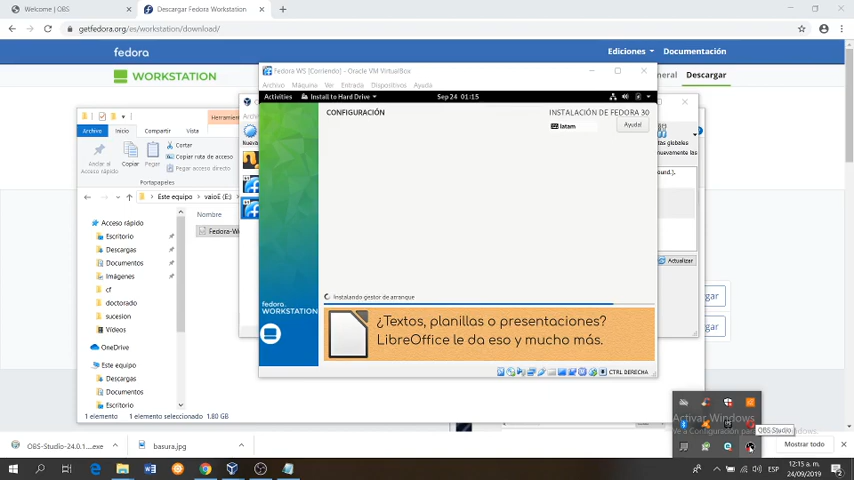 Welcome | OBS
Descargar Fedora Workstation
getfedora.org/es/workstation/download/
fedora
Ediciones
Documentación
WORKSTATION
Descargar
Fedora WS [Corriendo] - Oracle VM VirtualBox
Archivo Máquina Ver Entrada Dispositivos Ayuda
Activities
Install to Hard Drive
Sep 24 01:15
CONFIGURACIÓN
INSTALACIÓN DE FEDORA 30
latam
Ayuda!
Instalando gestor de arranque
fedora.
WORKSTATION
¿Textos, planillas o presentaciones?
LibreOffice le da eso y mucho más.
CTRL DERECHA
Archivo
Inicio
Compartir
Vista
Anclar al
Acceso rápido
Copiar
Pegar
Cortar
Copiar ruta de acceso
Pegar acceso directo
Portapapeles
Este equipo
vaioE (E:)
Nombre
Acceso rápido
Escritorio
Descargas
Documentos
Imágenes
cf
doctorado
sucesion
Vídeos
OneDrive
Este equipo
Descargas
Documentos
Escritorio
1 elemento
1 elemento seleccionado 1.80 GB
Actualizar
Activar Windows
OBS Studio
OBS-Studio-24.0.1....exe
basura.jpg
Mostrar todo
ESP
12:15 a. m.
24/09/2019